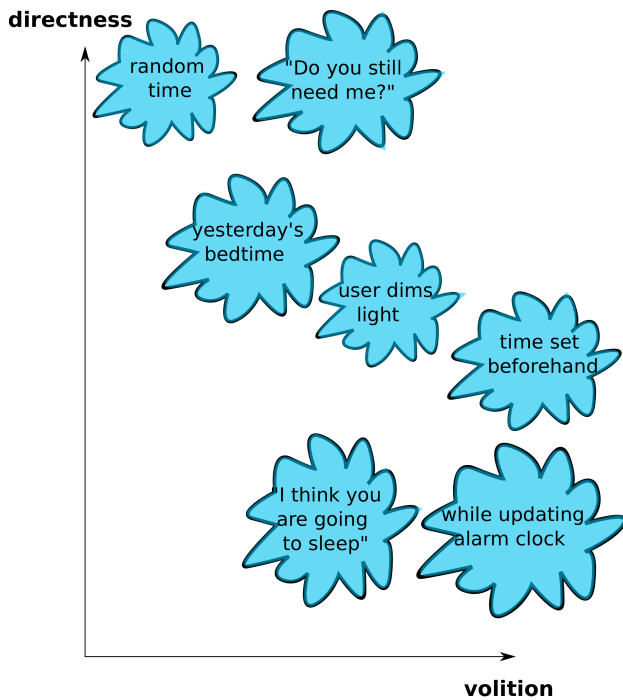 directness
random
time
"Do you still
need me?"
yesterday's
bedtime
user dims
light
time set
beforehand
"I think you
are going
to sleep"
while updating
alarm clock
volition